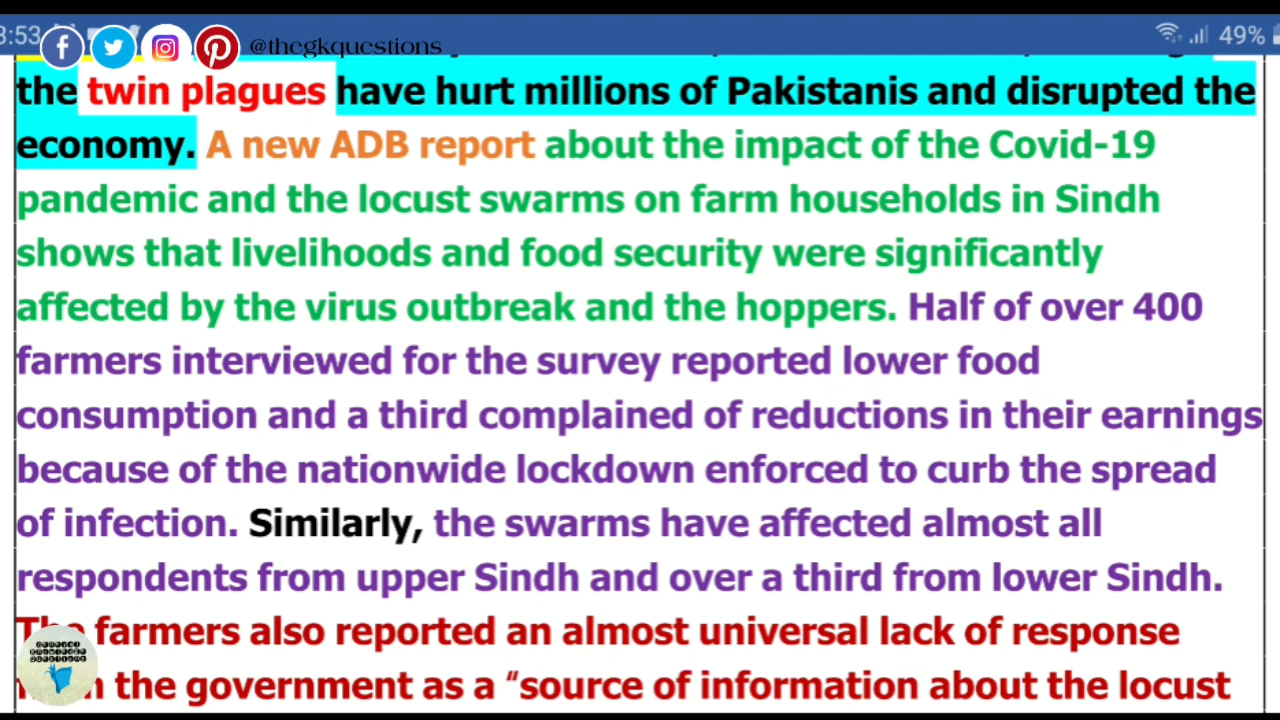 3:53 @thegkquestions 49%
the twin plagues have hurt millions of Pakistanis and disrupted the
economy. A new ADB report about the impact of the Covid-19
pandemic and the locust swarms on farm households in Sindh
shows that livelihoods and food security were significantly
affected by the virus outbreak and the hoppers. Half of over 400
farmers interviewed for the survey reported lower food
consumption and a third complained of reductions in their earnings
because of the nationwide lockdown enforced to curb the spread
of infection. Similarly, the swarms have affected almost all
respondents from upper Sindh and over a third from lower Sindh.
The farmers also reported an almost universal lack of response
the government as a “source of information about the locust